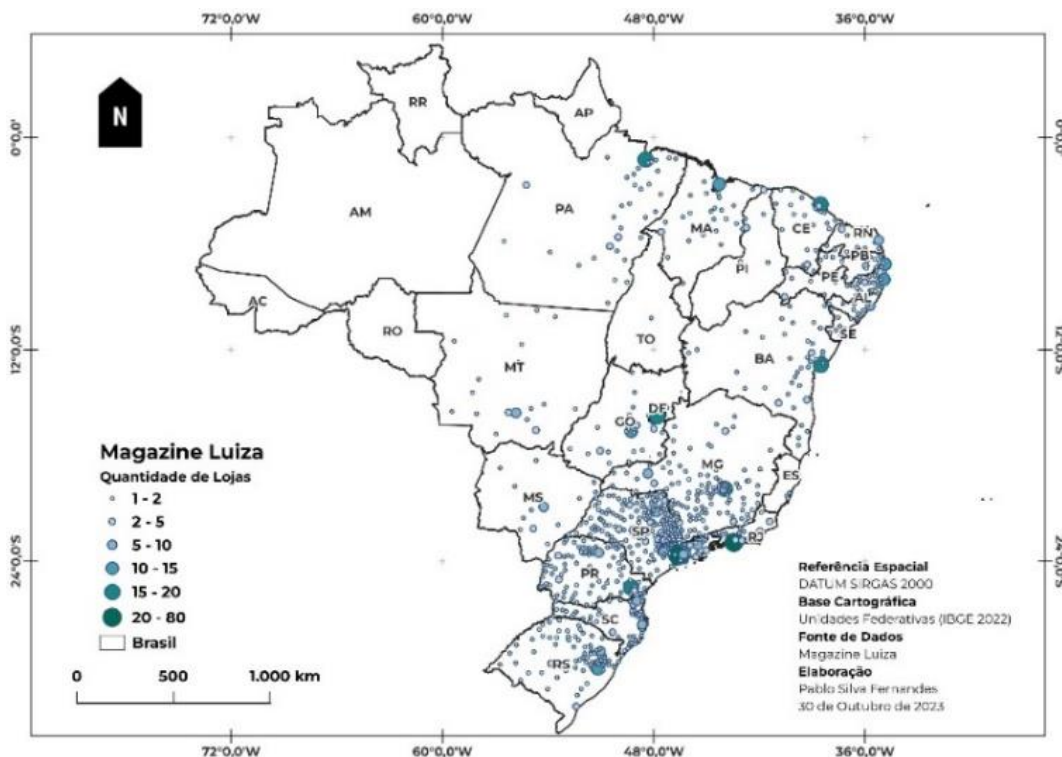 72°0,0'W 60°0,0'W 48°0,0'W 36°0,0'W
N
0°0,0' 0°0,0'
RR
AP
AM
PA
MA
CE
RN
PB
PI
PE
AL
AC
SE
RO
TO
12°0,0'S
BA
MT
DF
GO
Magazine Luiza
Quantidade de Lojas
1 - 2
2 - 5
5 - 10
10 - 15
15 - 20
20 - 80
Brasil
MG
ES
MS
SP
RJ
24°0,0'S
PR
SC
RS
Referência Espacial
DATUM SIRGAS 2000
Base Cartográfica
Unidades Federativas (IBGE 2022)
Fonte de Dados
Magazine Luiza
Elaboração
Pablo Silva Fernandes
30 de Outubro de 2023
0 500 1.000 km
72°0,0'W 60°0,0'W 48°0,0'W 36°0,0'W